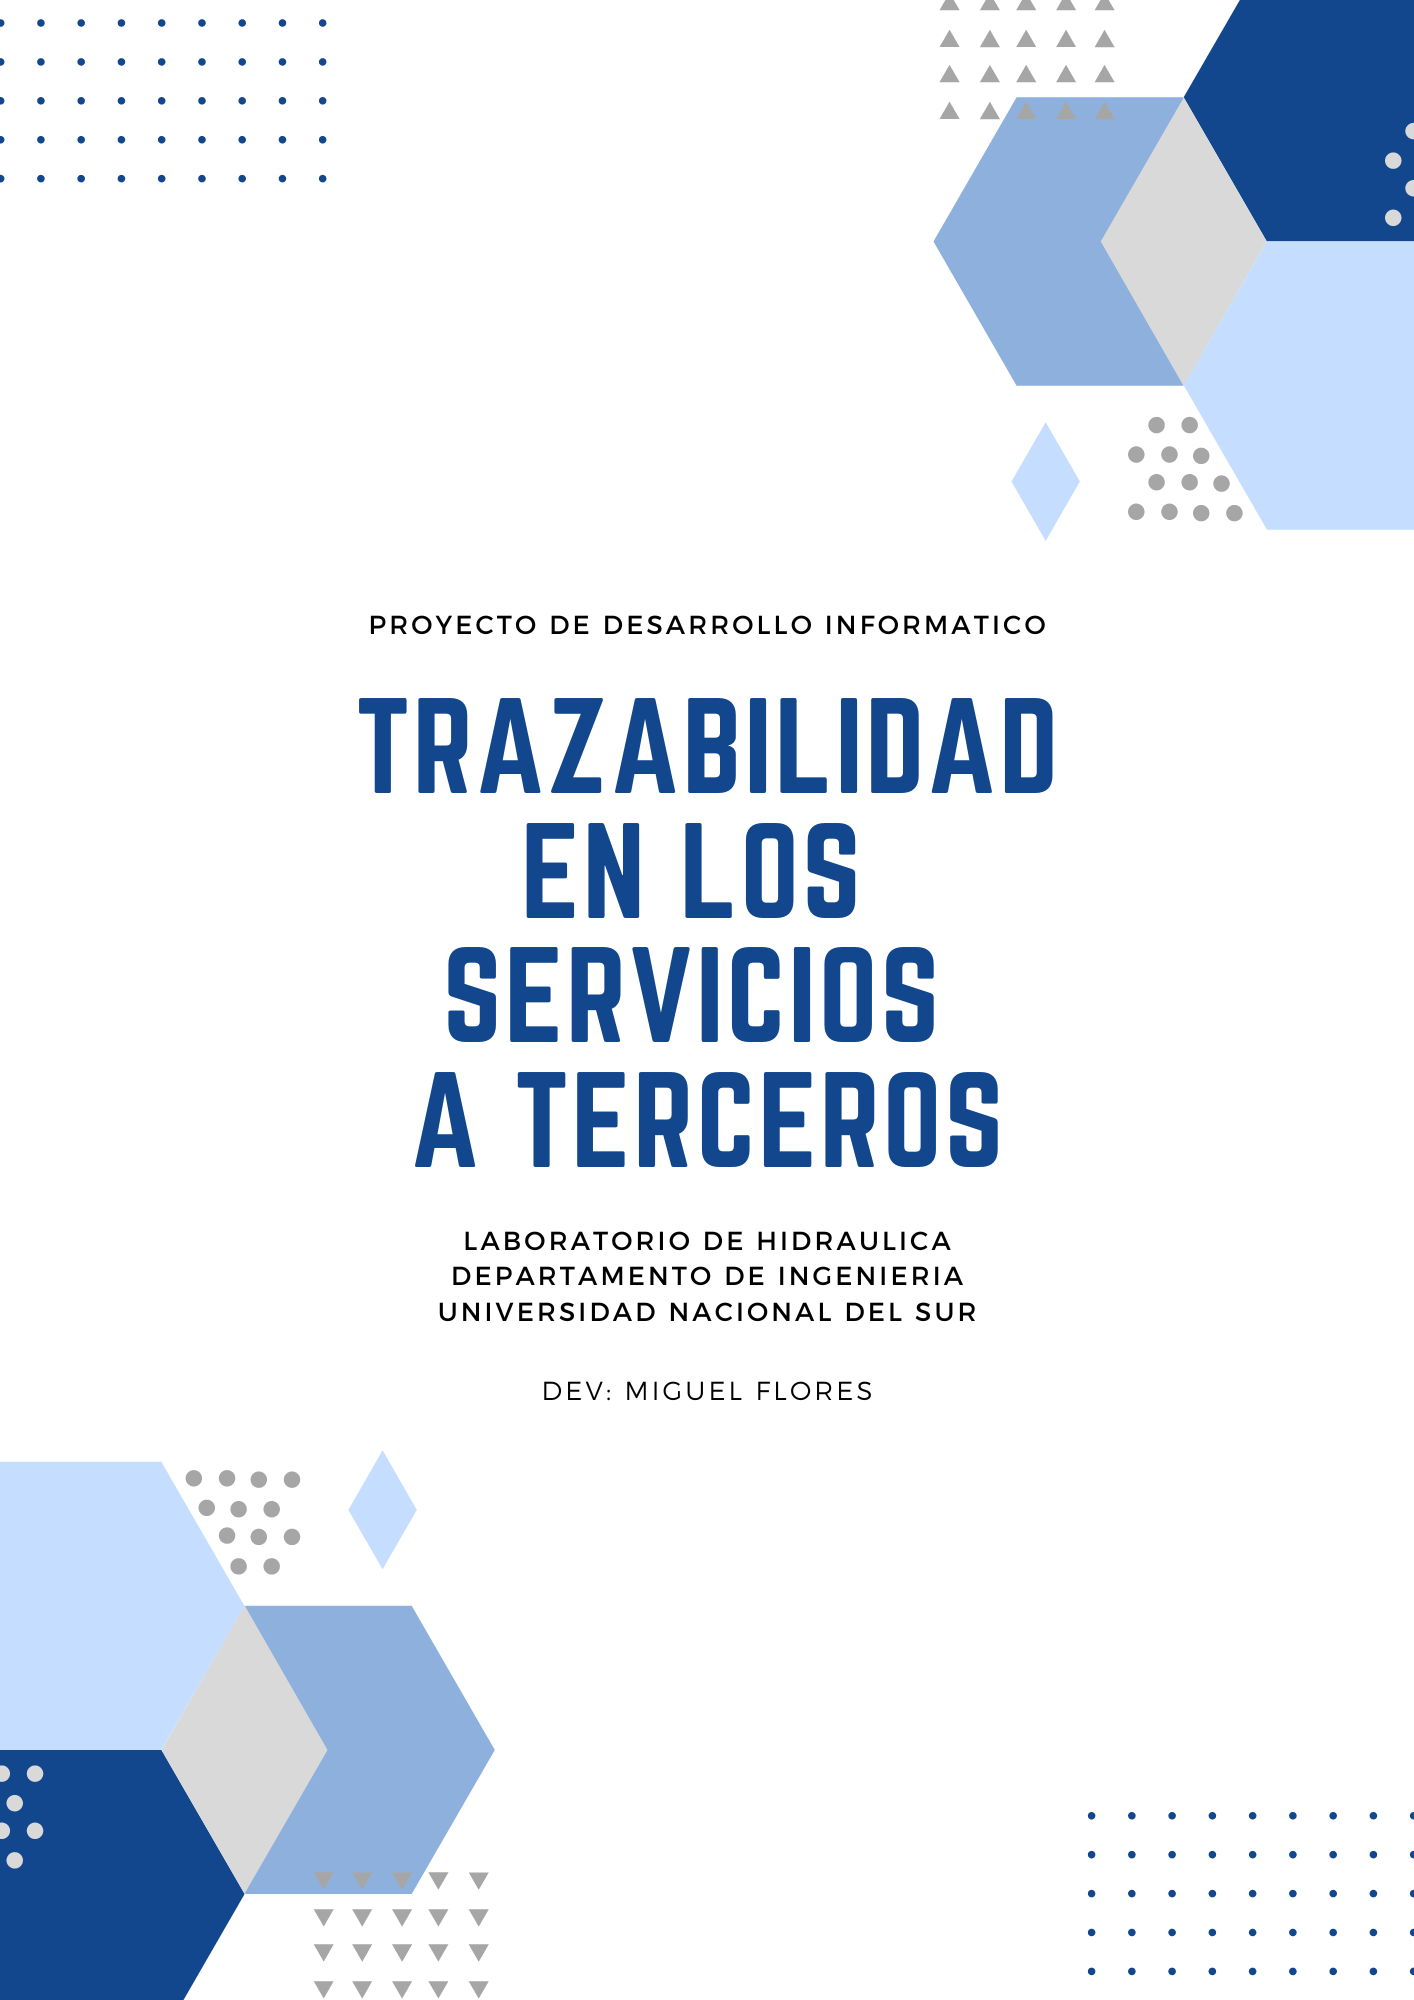 PROYECTO DE DESARROLLO INFORMATICO
TRAZABILIDAD
EN LOS
SERVICIOS
A TERCEROS
LABORATORIO DE HIDRAULICA
DEPARTAMENTO DE INGENIERIA
UNIVERSIDAD NACIONAL DEL SUR
DEV: MIGUEL FLORES